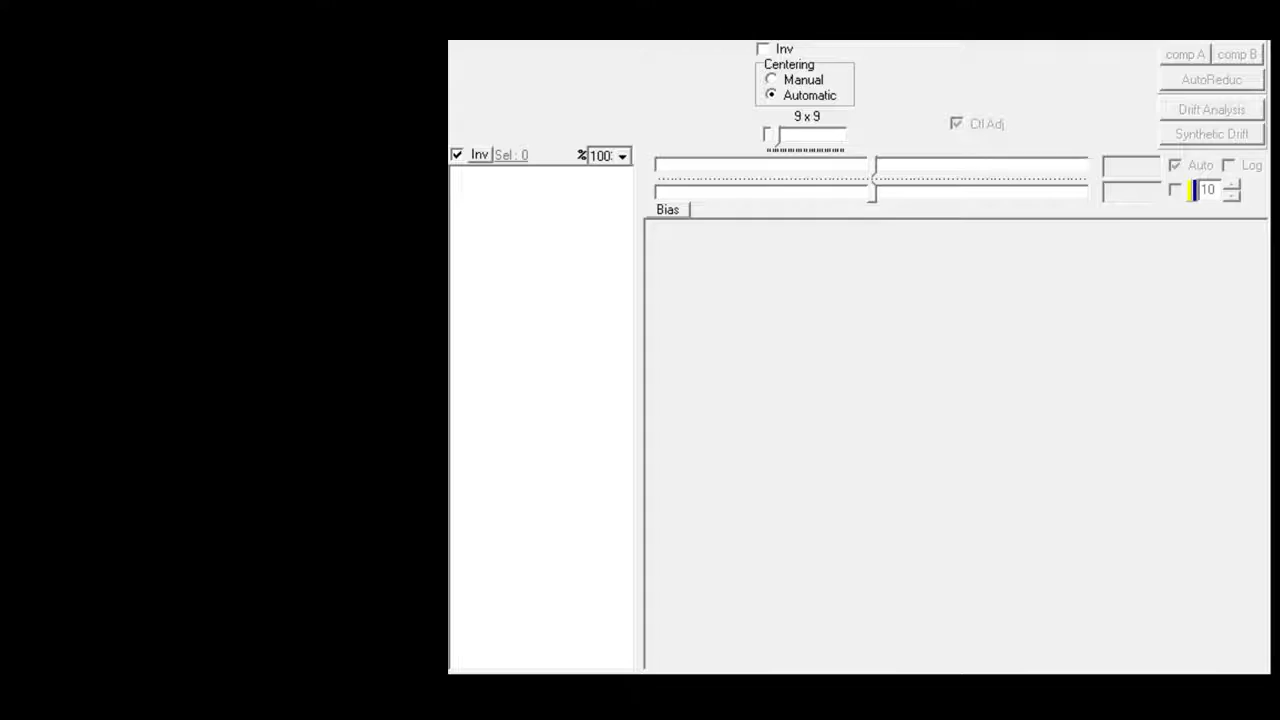 Inv
Centering
Manual
Automatic
9 x 9
Ctl Adj
comp A comp B
AutoReduc
Drift Analysis
Synthetic Drift
Inv Sel : 0 % 100:
Auto Log
10
Bias